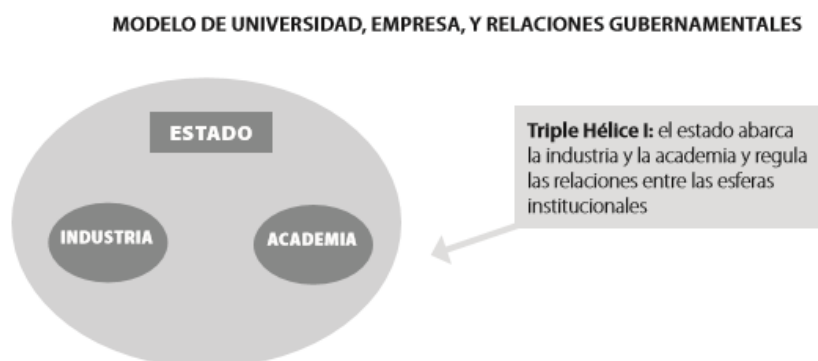 MODELO DE UNIVERSIDAD, EMPRESA, Y RELACIONES GUBERNAMENTALES
ESTADO
INDUSTRIA
ACADEMIA
Triple Hélice I: el estado abarca
la industria y la academia y regula
las relaciones entre las esferas
institucionales